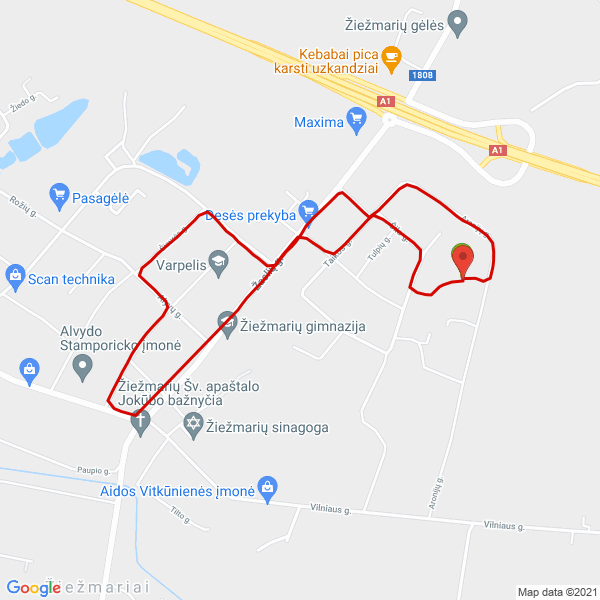 Žiežmarių gėlės
Kebabai pica
karsti uzkandziai
1808
A1
Žiedo g.
Maxima
A1
Pasagėlė
Rožių g.
Desės prekyba
Tulpių g.
Varpelis
Žaslių g.
Scan technika
Alyvų g.
Žiežmarių gimnazija
Alvydo
Stamporicko įmonė
Žiežmarių Šv. apaštalo
Jokūbo bažnyčia
Žiežmarių sinagoga
Paupio g.
Aronijų g.
Aidos Vitkūnienės įmonė
Tilto g.
Vilniaus g.
Vilniaus g.
Žiežmariai
Google
Map data ©2021